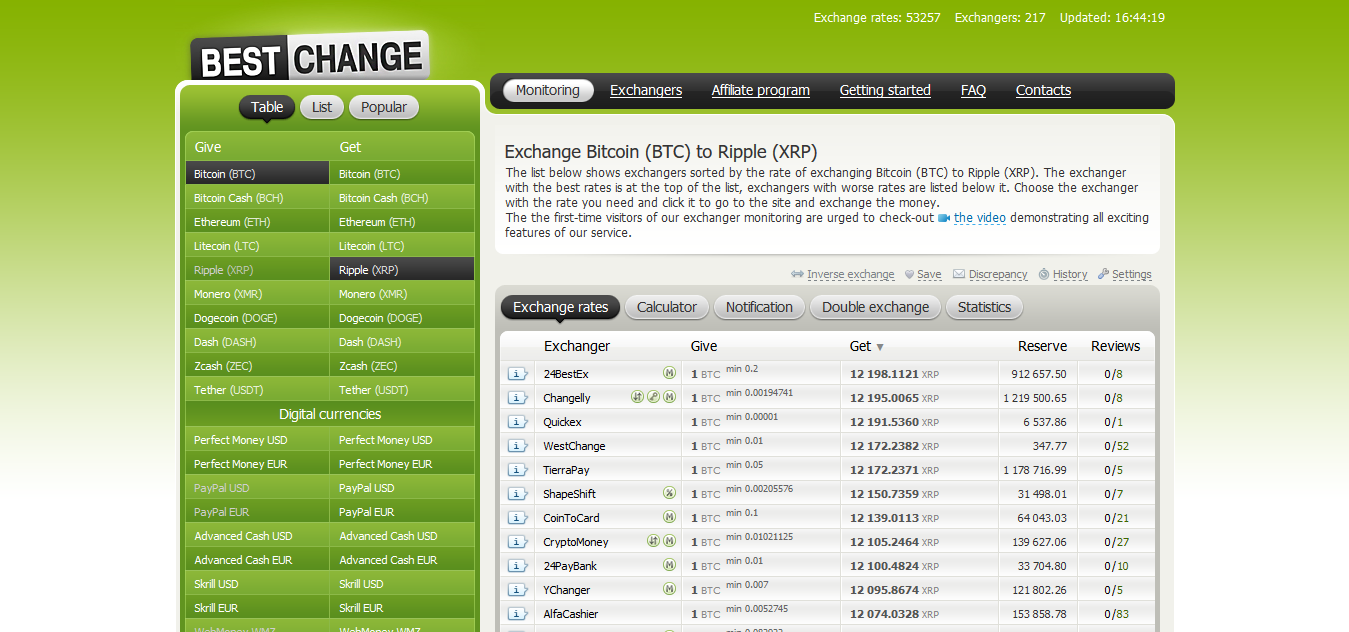 Exchange rates: 53257 Exchangers: 217 Updated: 16:44:19
BEST CHANGE
Monitoring Exchangers Affiliate program Getting started FAQ Contacts
Table List Popular
Give Get
Bitcoin (BTC) Bitcoin (BTC)
Bitcoin Cash (BCH) Bitcoin Cash (BCH)
Ethereum (ETH) Ethereum (ETH)
Litecoin (LTC) Litecoin (LTC)
Ripple (XRP) Ripple (XRP)
Monero (XMR) Monero (XMR)
Dogecoin (DOGE) Dogecoin (DOGE)
Dash (DASH) Dash (DASH)
Zcash (ZEC) Zcash (ZEC)
Tether (USDT) Tether (USDT)
Digital currencies
Perfect Money USD Perfect Money USD
Perfect Money EUR Perfect Money EUR
PayPal USD PayPal USD
PayPal EUR PayPal EUR
Advanced Cash USD Advanced Cash USD
Advanced Cash EUR Advanced Cash EUR
Skrill USD Skrill USD
Skrill EUR Skrill EUR
WebMoney WMZ WebMoney WMZ
Exchange Bitcoin (BTC) to Ripple (XRP)
The list below shows exchangers sorted by the rate of exchanging Bitcoin (BTC) to Ripple (XRP). The exchanger
with the best rates is at the top of the list, exchangers with worse rates are listed below it. Choose the exchanger
with the rate you need and click it to go to the site and exchange the money.
The the first-time visitors of our exchanger monitoring are urged to check-out the video demonstrating all exciting
features of our service.
Inverse exchange Save Discrepancy History Settings
Exchange rates Calculator Notification Double exchange Statistics
Exchanger Give Get ▼ Reserve Reviews
24BestEx M 1 BTC min 0.2 12 198.1121 XRP 912 657.50 0/8
Changelly M 1 BTC min 0.00194741 12 195.0065 XRP 1 219 500.65 0/8
Quickex 1 BTC min 0.00001 12 191.5360 XRP 6 537.86 0/1
WestChange 1 BTC min 0.01 12 172.2382 XRP 347.77 0/52
TierraPay 1 BTC min 0.05 12 172.2371 XRP 1 178 716.99 0/5
ShapeShift 1 BTC min 0.00205576 12 150.7359 XRP 31 498.01 0/7
CoinToCard M 1 BTC min 0.1 12 139.0113 XRP 64 043.03 0/21
CryptoMoney M 1 BTC min 0.01021125 12 105.2464 XRP 139 627.06 0/27
24PayBank M 1 BTC min 0.01 12 100.4824 XRP 33 704.80 0/10
YChanger M 1 BTC min 0.007 12 095.8674 XRP 121 802.26 0/5
AlfaCashier 1 BTC min 0.0052745 12 074.0328 XRP 153 858.78 0/83